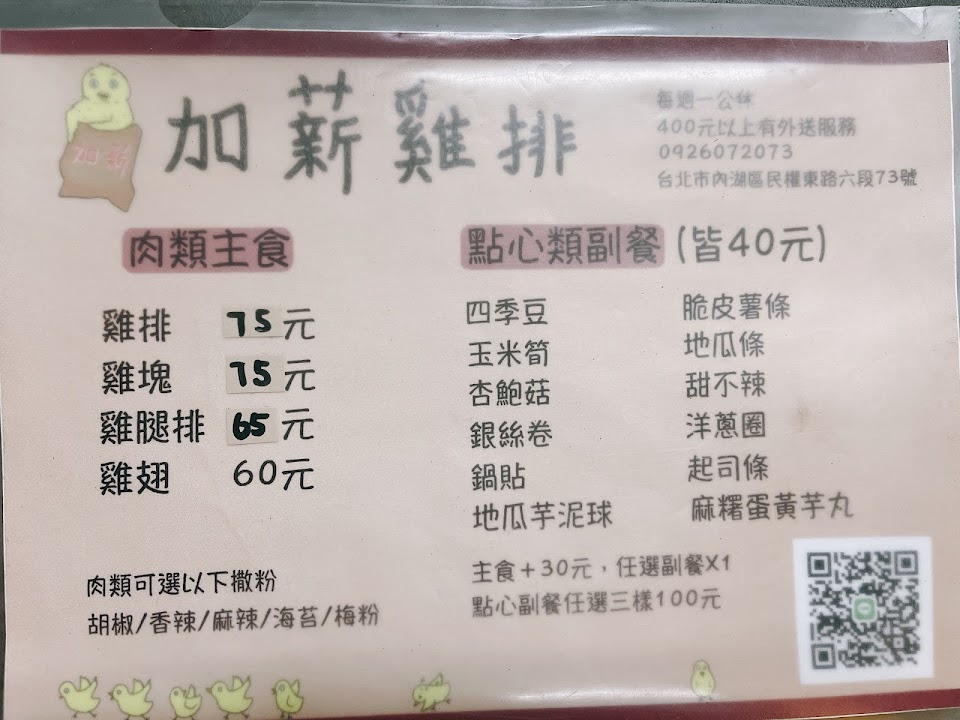 加薪
加薪雞排
每週一公休
400元以上有外送服務
0926072073
台北市內湖區民權東路六段73號
肉類主食
雞排 75元
雞塊 75元
雞腿排 65元
雞翅 60元
肉類可選以下撒粉
胡椒/香辣/麻辣/海苔/梅粉
點心類副餐(皆40元)
四季豆 脆皮薯條
玉米筍 地瓜條
杏鮑菇 甜不辣
銀絲卷 洋蔥圈
鍋貼 起司條
地瓜芋泥球 麻糬蛋黃芋丸
主食+30元，任選副餐X1
點心副餐任選三樣100元